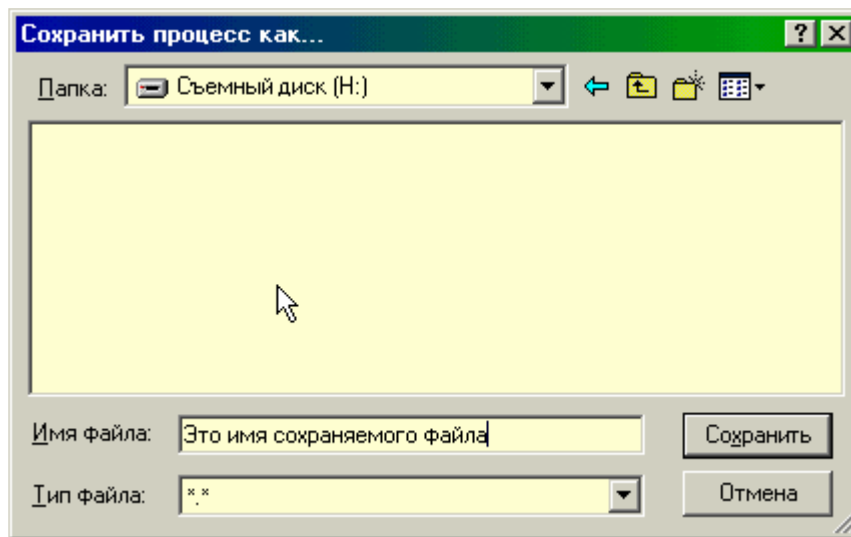 Сохранить процесс как...
Папка: Съемный диск (H:)
Имя файла: Это имя сохраняемого файла Сохранить
Тип файла: *.* Отмена